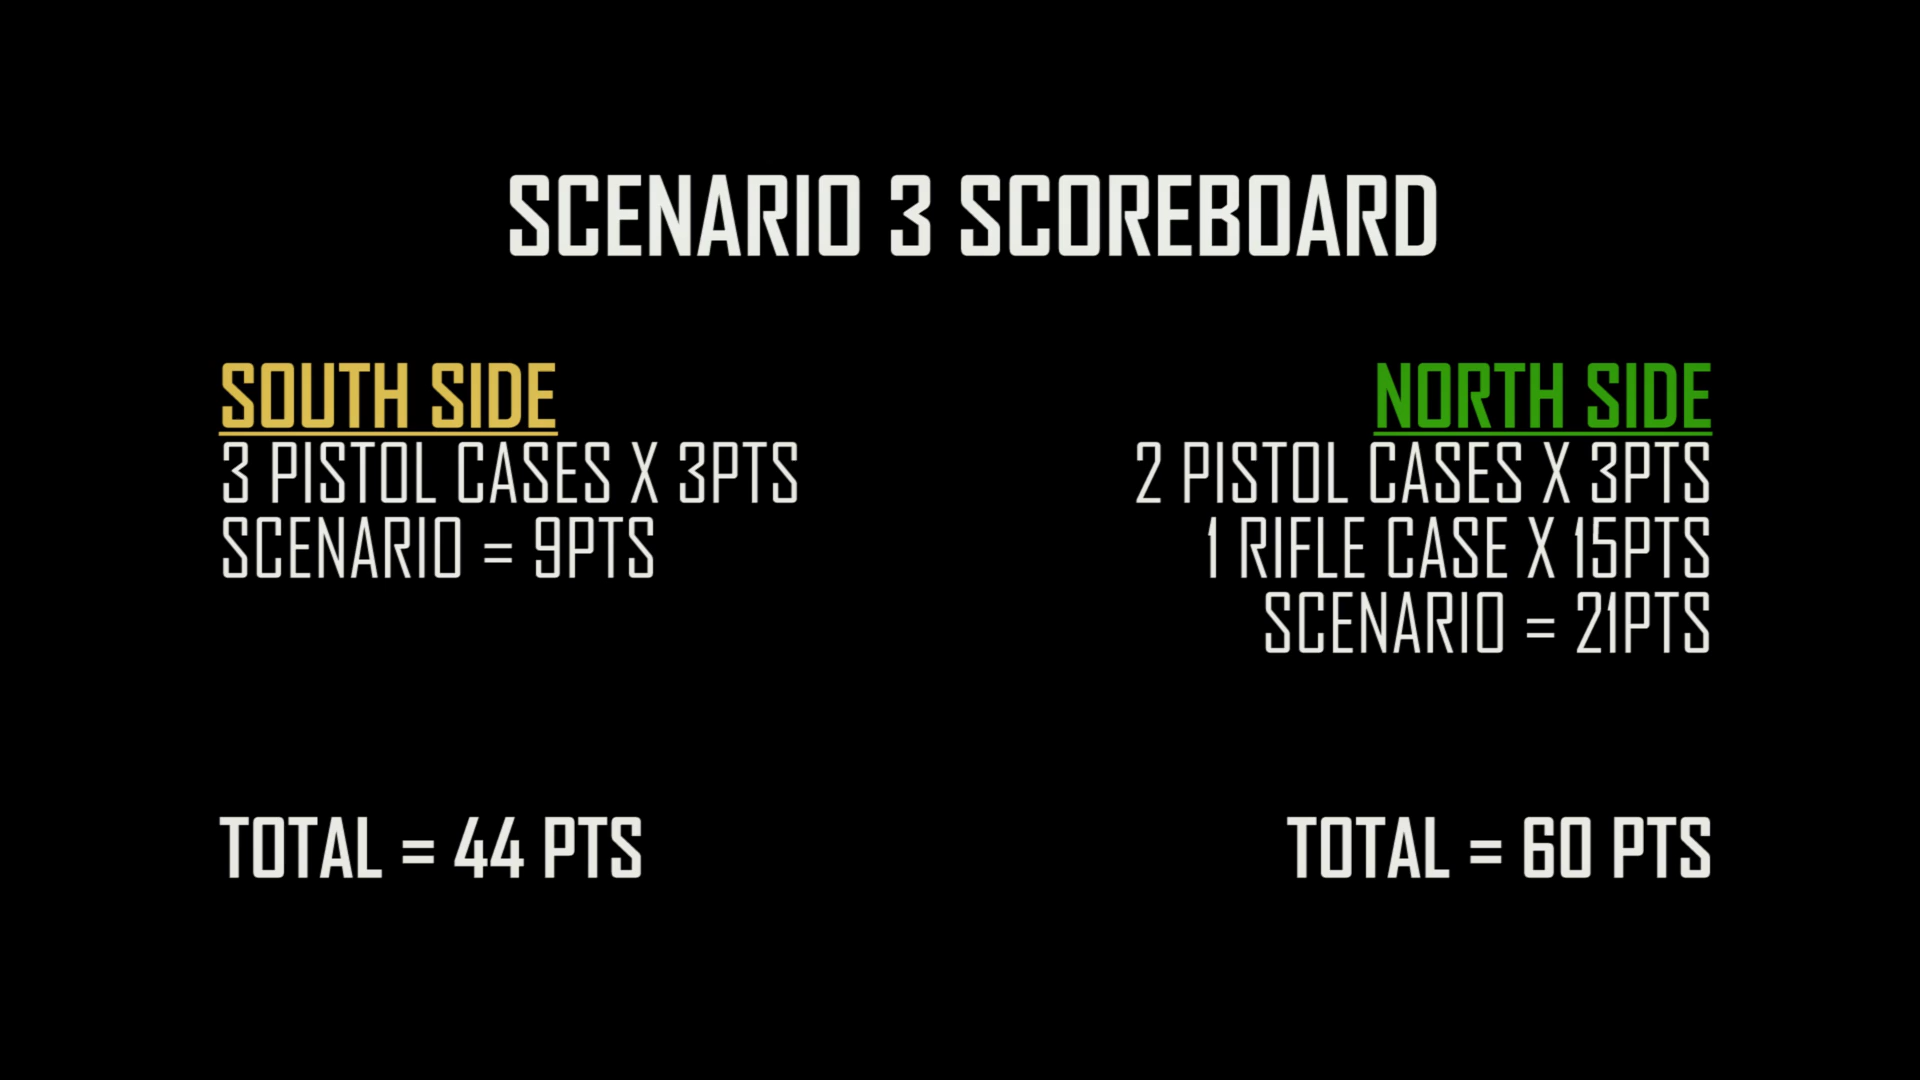 SCENARIO 3 SCOREBOARD
SOUTH SIDE
3 PISTOL CASES X 3PTS
SCENARIO = 9PTS
TOTAL = 44 PTS
NORTH SIDE
2 PISTOL CASES X 3PTS
1 RIFLE CASE X 15PTS
SCENARIO = 21PTS
TOTAL = 60 PTS